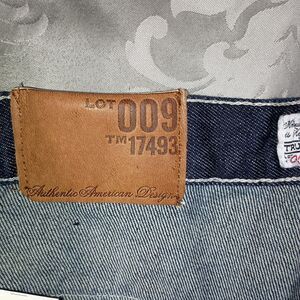 LOT 009
TM 17493
Authentic American Design